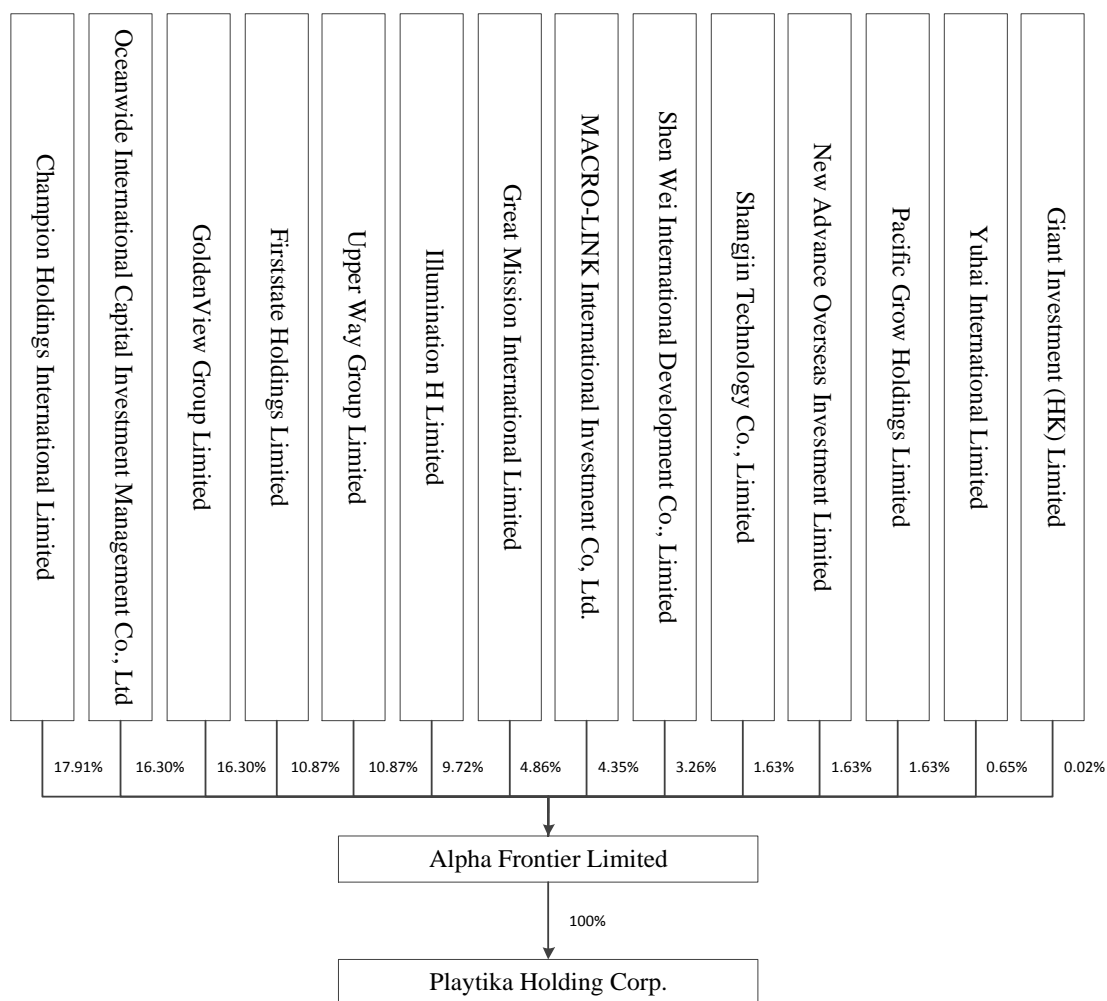 Champion Holdings International Limited
Oceanwide International Capital Investment Management Co., Ltd
GoldenView Group Limited
Firststate Holdings Limited
Upper Way Group Limited
Illumination H Limited
Great Mission International Limited
MACRO-LINK International Investment Co, Ltd.
Shen Wei International Development Co., Limited
Shangjin Technology Co., Limited
New Advance Overseas Investment Limited
Pacific Grow Holdings Limited
Yuhai International Limited
Giant Investment (HK) Limited
17.91% 16.30% 16.30% 10.87% 10.87% 9.72% 4.86% 4.35% 3.26% 1.63% 1.63% 1.63% 0.65% 0.02%
Alpha Frontier Limited
100%
Playtika Holding Corp.